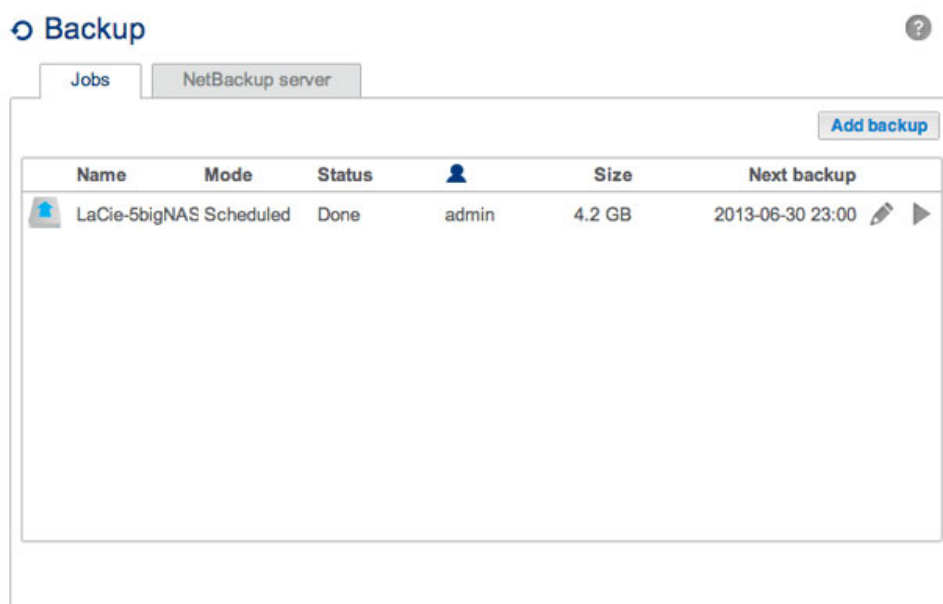 Backup
?
Jobs NetBackup server
Add backup
Name Mode Status Size Next backup
LaCie-5bigNAS Scheduled Done admin 4.2 GB 2013-06-30 23:00